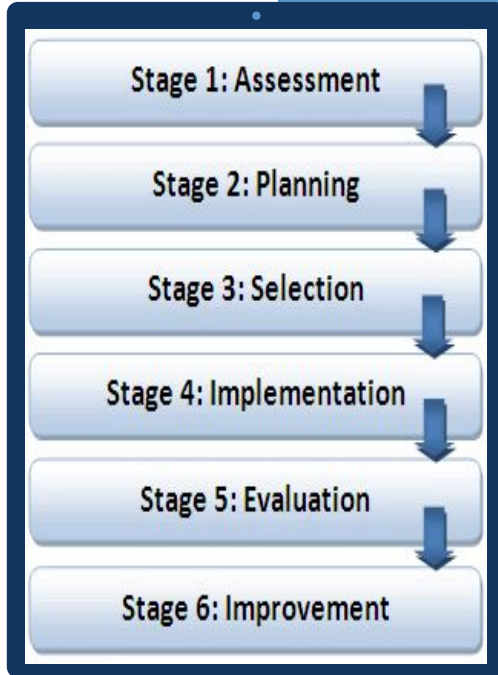 Stage 1: Assessment
Stage 2: Planning
Stage 3: Selection
Stage 4: Implementation
Stage 5: Evaluation
Stage 6: Improvement